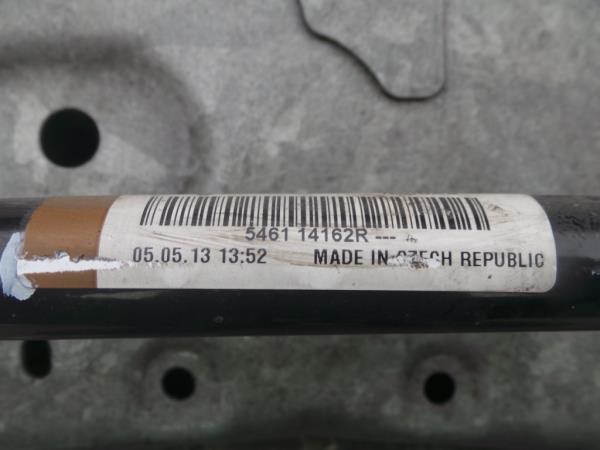 5461 14162R ---
05.05.13 13:52 MADE IN CZECH REPUBLIC